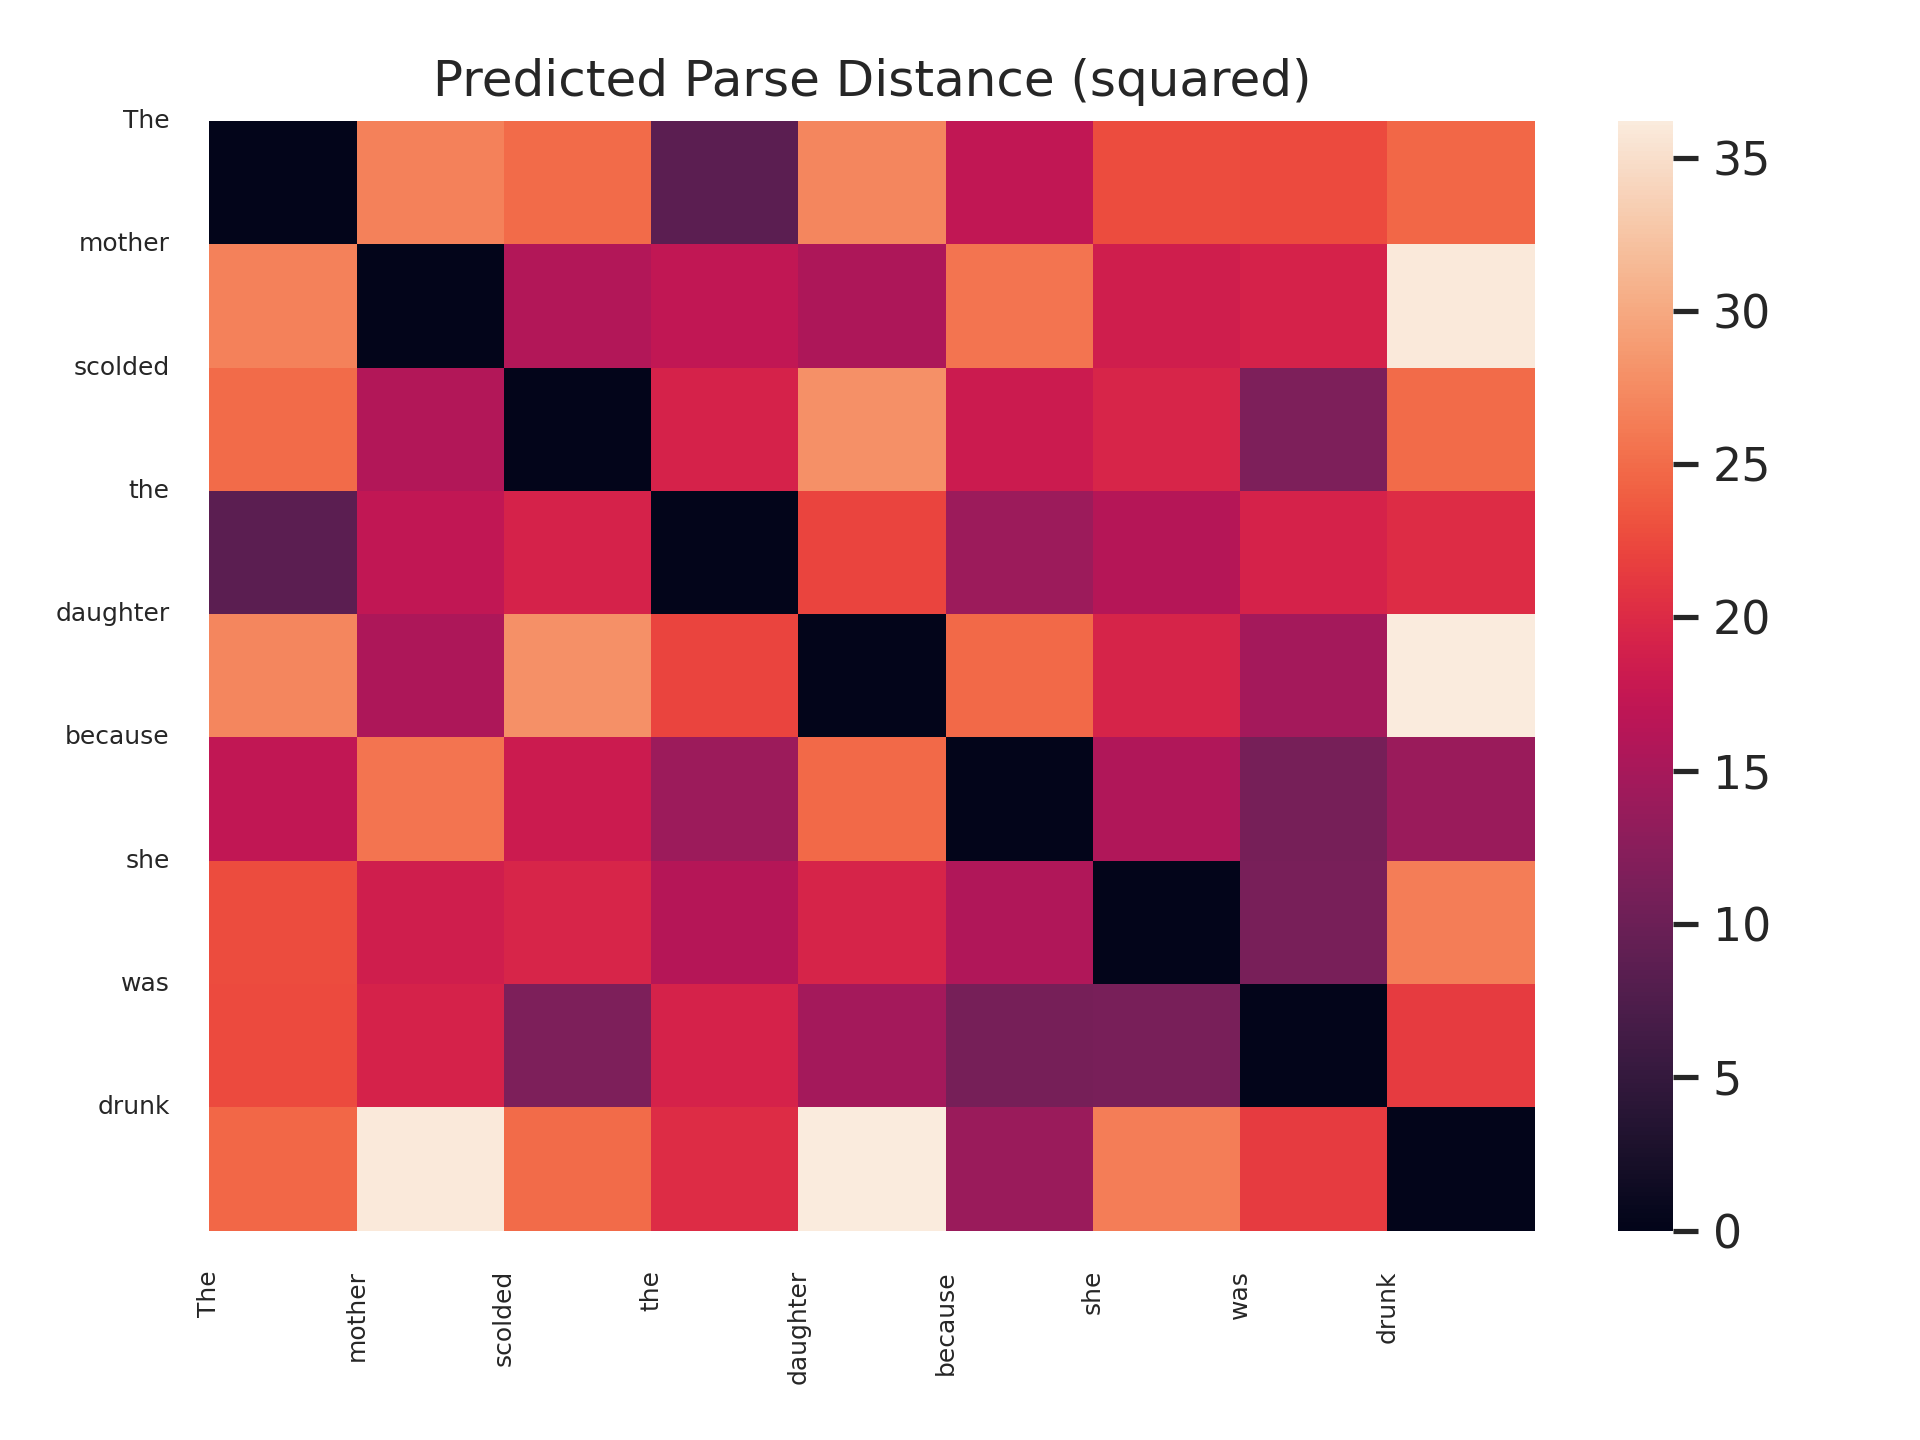 Predicted Parse Distance (squared)
The
mother
scolded
the
daughter
because
she
was
drunk
The
mother
scolded
the
daughter
because
she
was
drunk
35
30
25
20
15
10
5
0